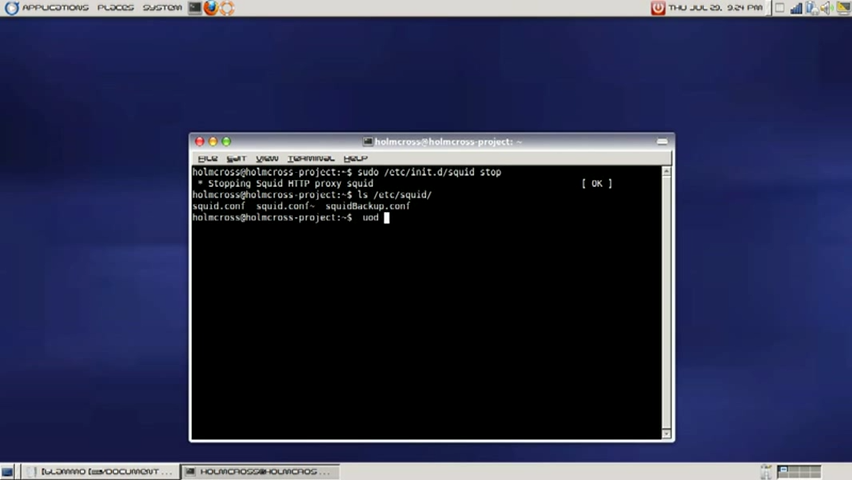 APPLICATIONS PLACES SYSTEM THU JUL 29, 9:24 PM
holmcross@holmcross-project: ~
File Edit View Terminal Help
holmcross@holmcross-project:~$ sudo /etc/init.d/squid stop
* Stopping Squid HTTP proxy squid [ OK ]
holmcross@holmcross-project:~$ ls /etc/squid/
squid.conf squid.conf~ squidBackup.conf
holmcross@holmcross-project:~$ uod
DOCUMENT ... HOLMCROSS@HOLMCROS...